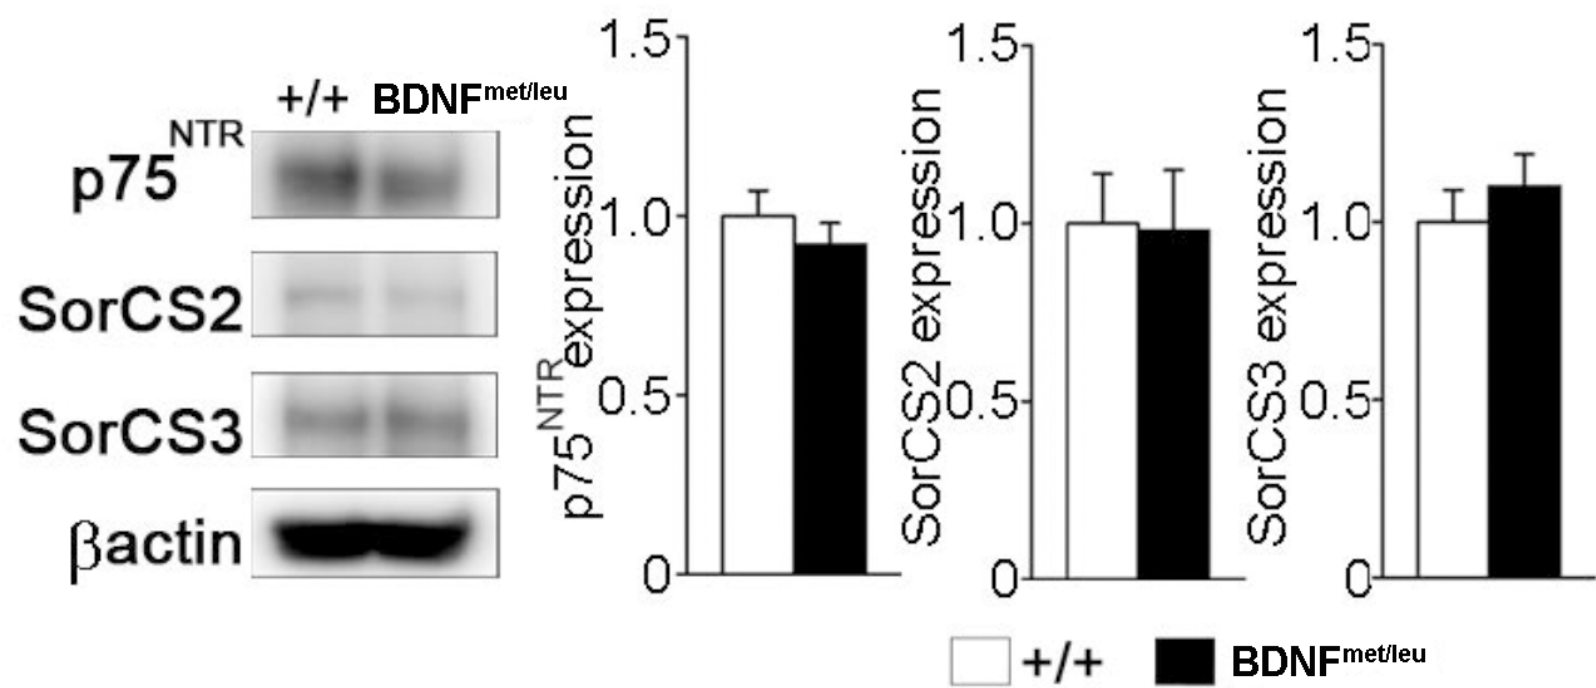 +/+ BDNFmet/leu
p75NTR
SorCS2
SorCS3
βactin
p75NTR expression
1.5
1.0
0.5
0
SorCS2 expression
1.5
1.0
0.5
0
SorCS3 expression
1.5
1.0
0.5
0
+/+ BDNFmet/leu